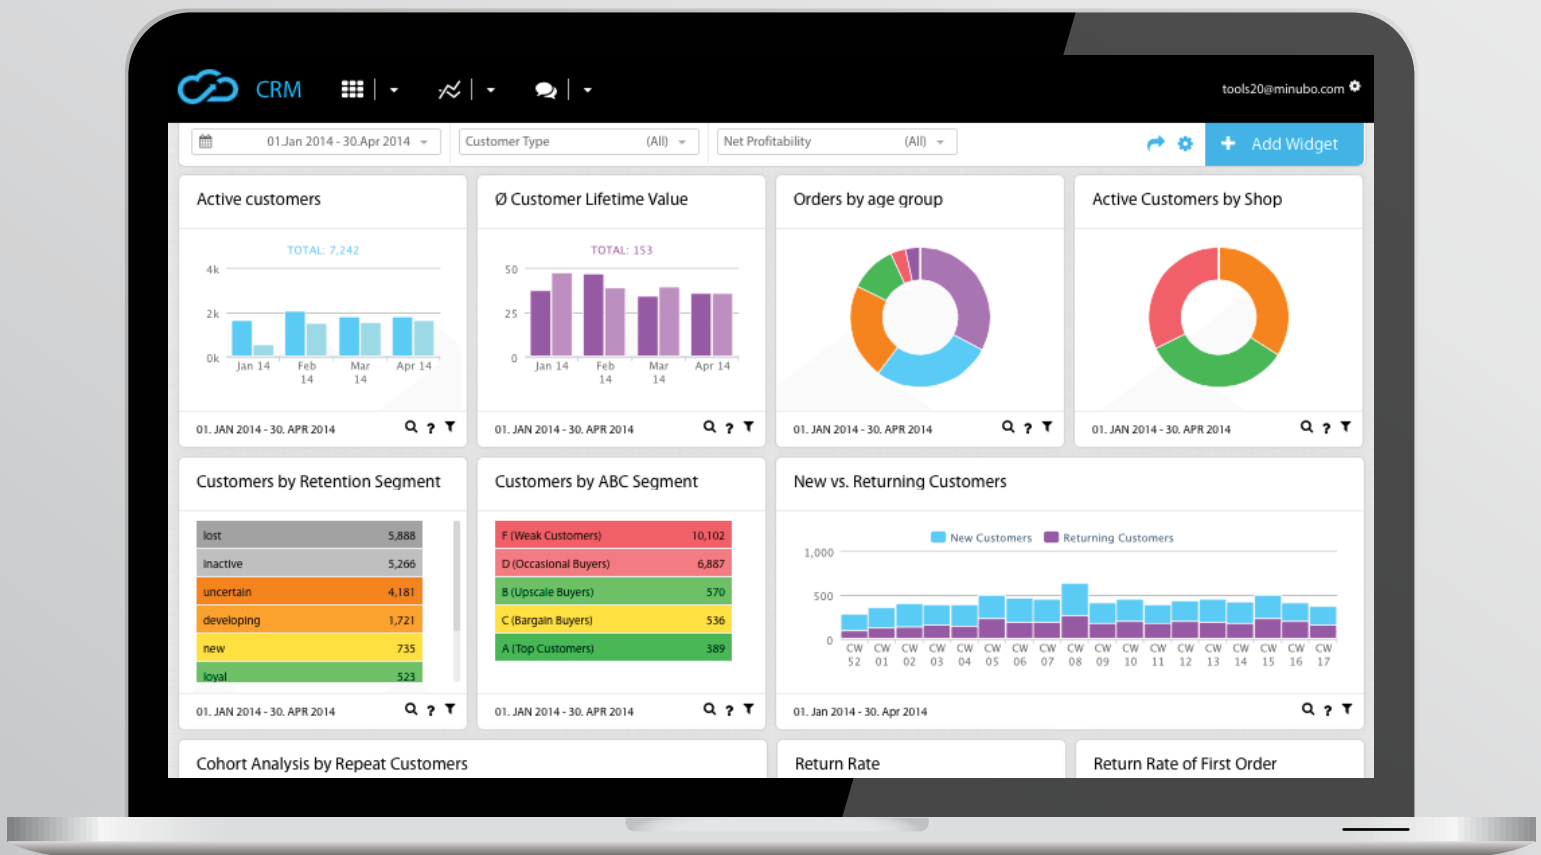 CRM
tools20@minubo.com
01.Jan 2014 - 30.Apr 2014
Customer Type (All)
Net Profitability (All)
Add Widget
Active customers
TOTAL: 7,242
4k
2k
0k
Jan 14
Feb 14
Mar 14
Apr 14
01. JAN 2014 - 30. APR 2014
?
Ø Customer Lifetime Value
TOTAL: 153
50
25
0
Jan 14
Feb 14
Mar 14
Apr 14
01. JAN 2014 - 30. APR 2014
?
Orders by age group
01. JAN 2014 - 30. APR 2014
?
Active Customers by Shop
01. JAN 2014 - 30. APR 2014
?
Customers by Retention Segment
lost 5,888
inactive 5,266
uncertain 4,181
developing 1,721
new 735
loyal 523
01. JAN 2014 - 30. APR 2014
?
Customers by ABC Segment
F (Weak Customers) 10,102
D (Occasional Buyers) 6,887
B (Upscale Buyers) 570
C (Bargain Buyers) 536
A (Top Customers) 389
01. JAN 2014 - 30. APR 2014
?
New vs. Returning Customers
New Customers Returning Customers
1,000
500
0
CW CW CW CW CW CW CW CW CW CW CW CW CW CW CW CW CW CW
52 01 02 03 04 05 06 07 08 09 10 11 12 13 14 15 16 17
01. Jan 2014 - 30. Apr 2014
?
Cohort Analysis by Repeat Customers
Return Rate
Return Rate of First Order